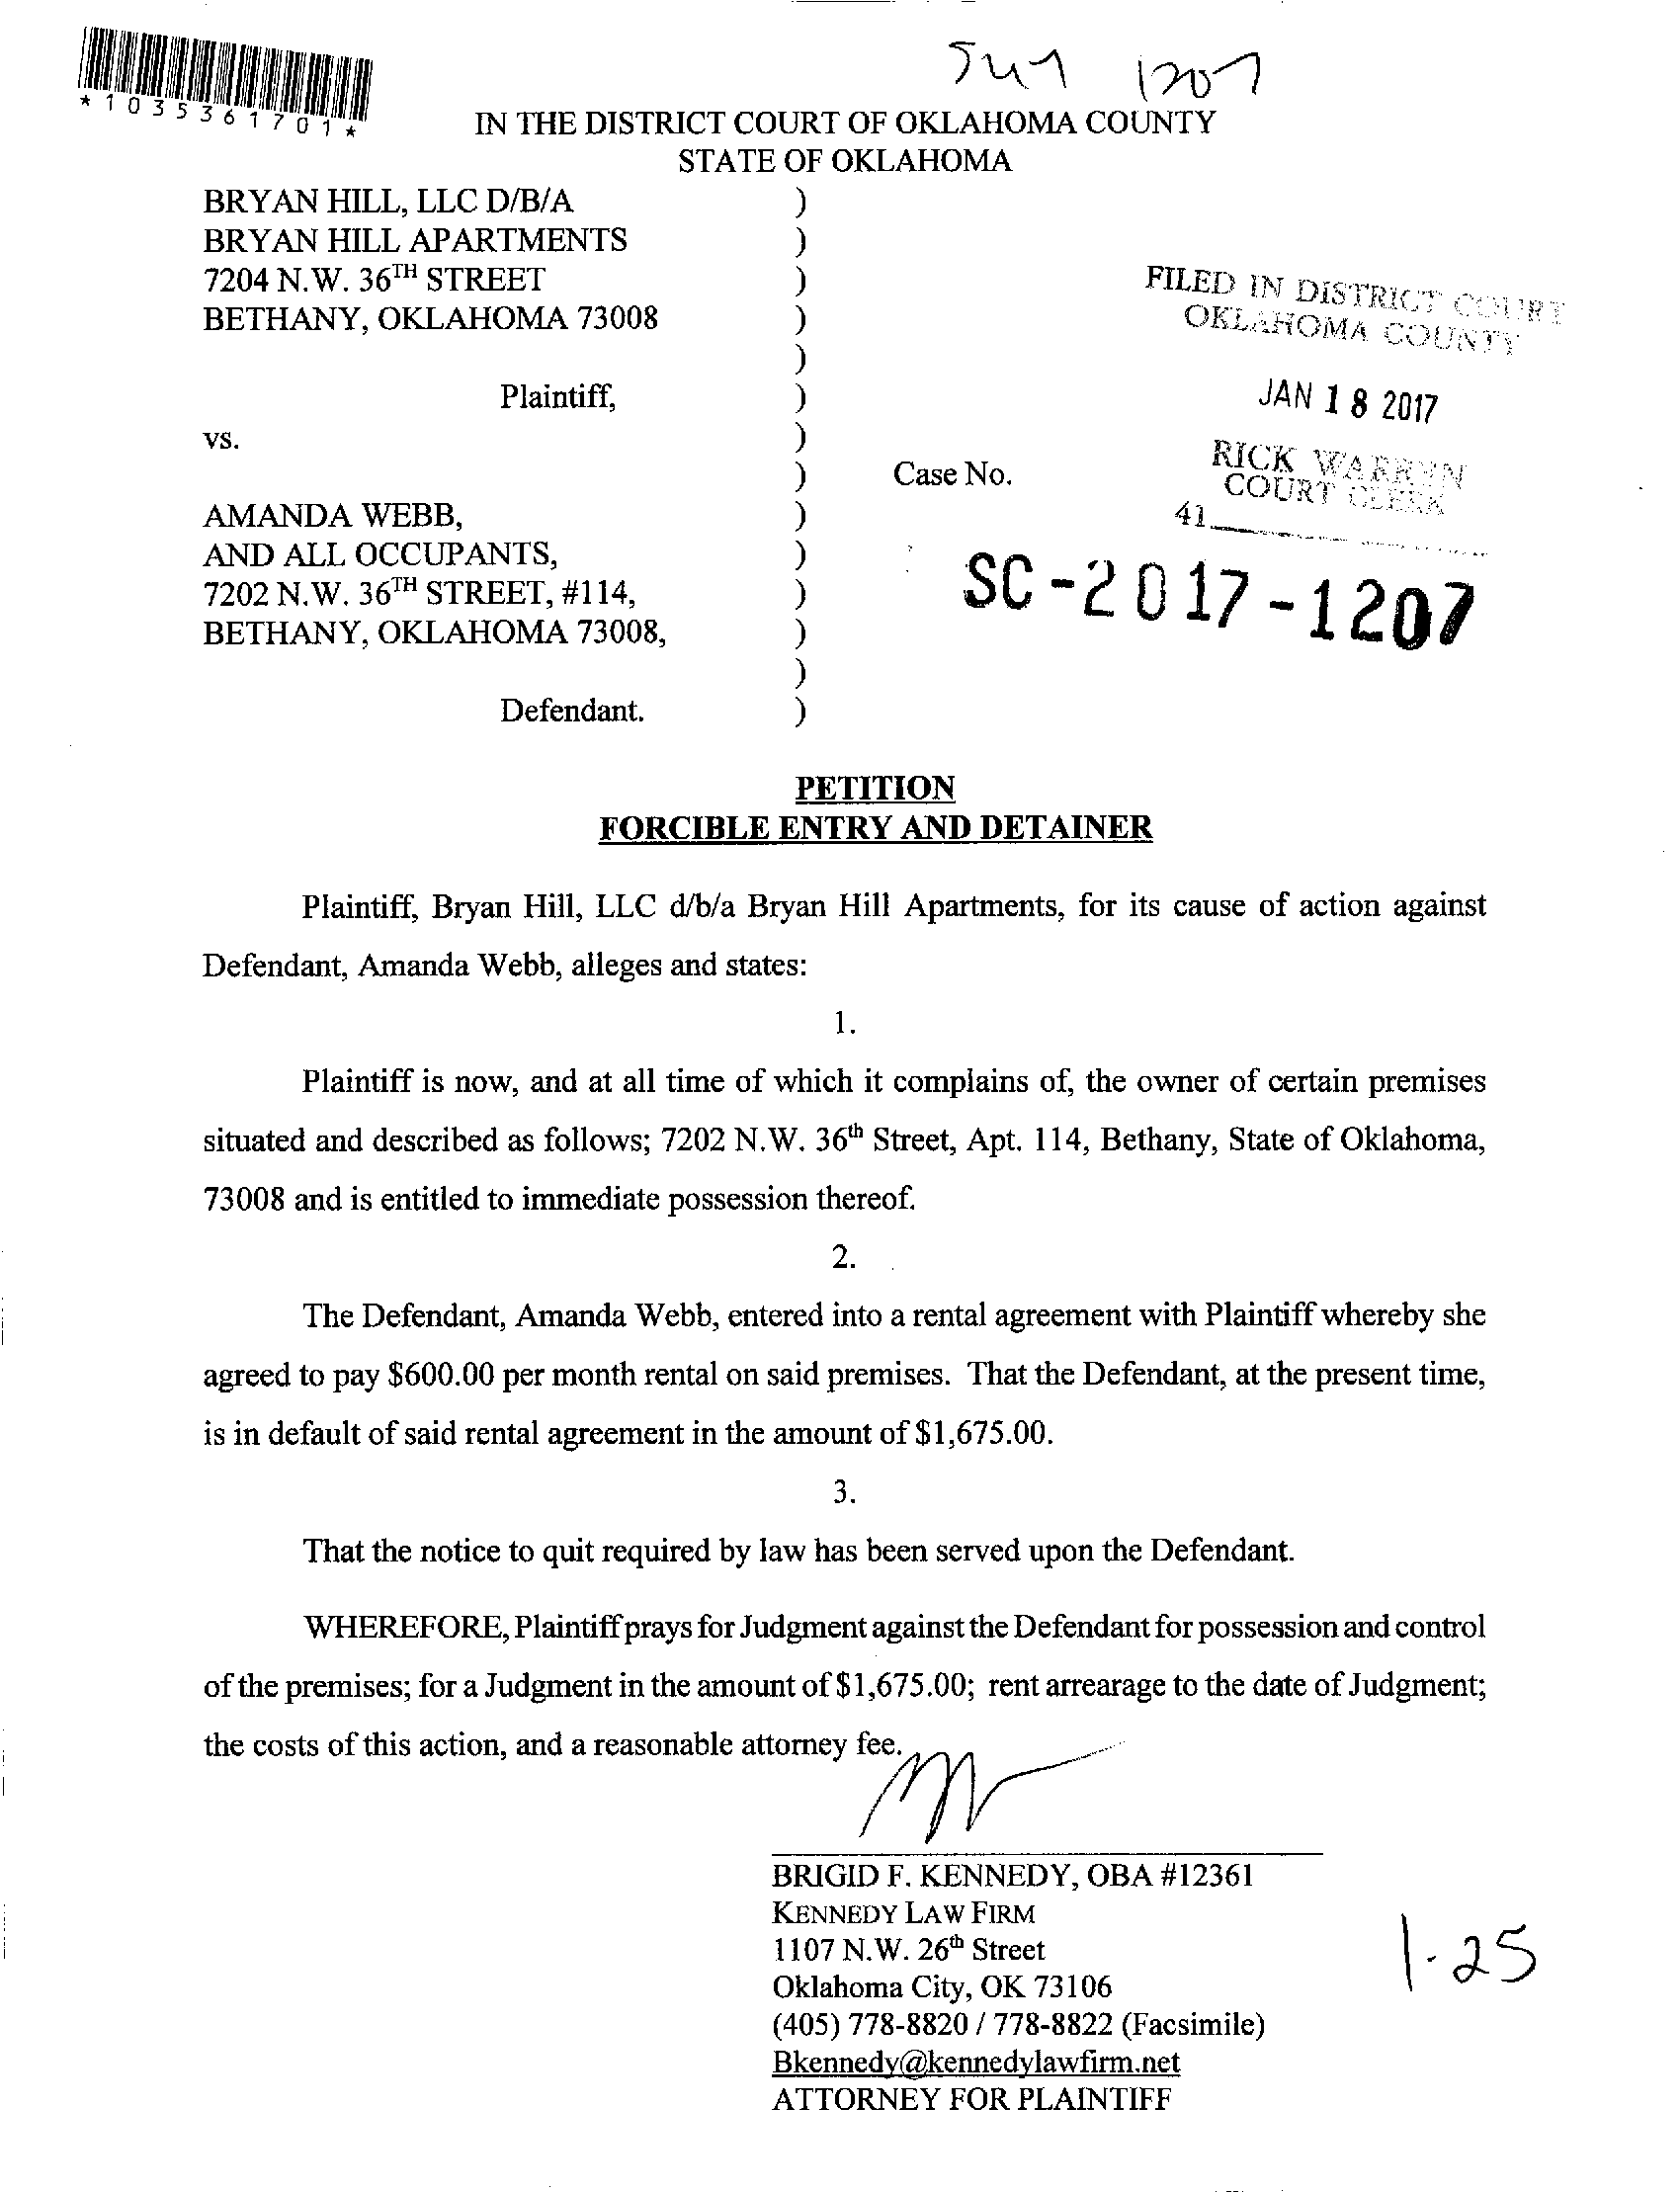 1207
*1035361701*
IN THE DISTRICT COURT OF OKLAHOMA COUNTY
STATE OF OKLAHOMA
BRYAN HILL, LLC D/B/A )
BRYAN HILL APARTMENTS )
7204 N.W. 36TH STREET )
BETHANY, OKLAHOMA 73008 )
)
Plaintiff, )
vs. )
) Case No.
AMANDA WEBB, )
AND ALL OCCUPANTS, )
7202 N.W. 36TH STREET, #114, )
BETHANY, OKLAHOMA 73008, )
)
Defendant. )
FILED IN DISTRICT COURT
OKLAHOMA COUNTY
JAN 18 2017
RICK WARREN
COURT CLERK
41
SC-2017-1207
PETITION
FORCIBLE ENTRY AND DETAINER
Plaintiff, Bryan Hill, LLC d/b/a Bryan Hill Apartments, for its cause of action against
Defendant, Amanda Webb, alleges and states:
1.
Plaintiff is now, and at all time of which it complains of, the owner of certain premises
situated and described as follows; 7202 N.W. 36th Street, Apt. 114, Bethany, State of Oklahoma,
73008 and is entitled to immediate possession thereof.
2.
The Defendant, Amanda Webb, entered into a rental agreement with Plaintiff whereby she
agreed to pay $600.00 per month rental on said premises. That the Defendant, at the present time,
is in default of said rental agreement in the amount of $1,675.00.
3.
That the notice to quit required by law has been served upon the Defendant.
WHEREFORE, Plaintiff prays for Judgment against the Defendant for possession and control
of the premises; for a Judgment in the amount of $1,675.00; rent arrearage to the date of Judgment;
the costs of this action, and a reasonable attorney fee.
BRIGID F. KENNEDY, OBA #12361
KENNEDY LAW FIRM
1107 N.W. 26th Street
Oklahoma City, OK 73106
(405) 778-8820 / 778-8822 (Facsimile)
Bkennedy@kennedylawfirm.net
ATTORNEY FOR PLAINTIFF
1-25